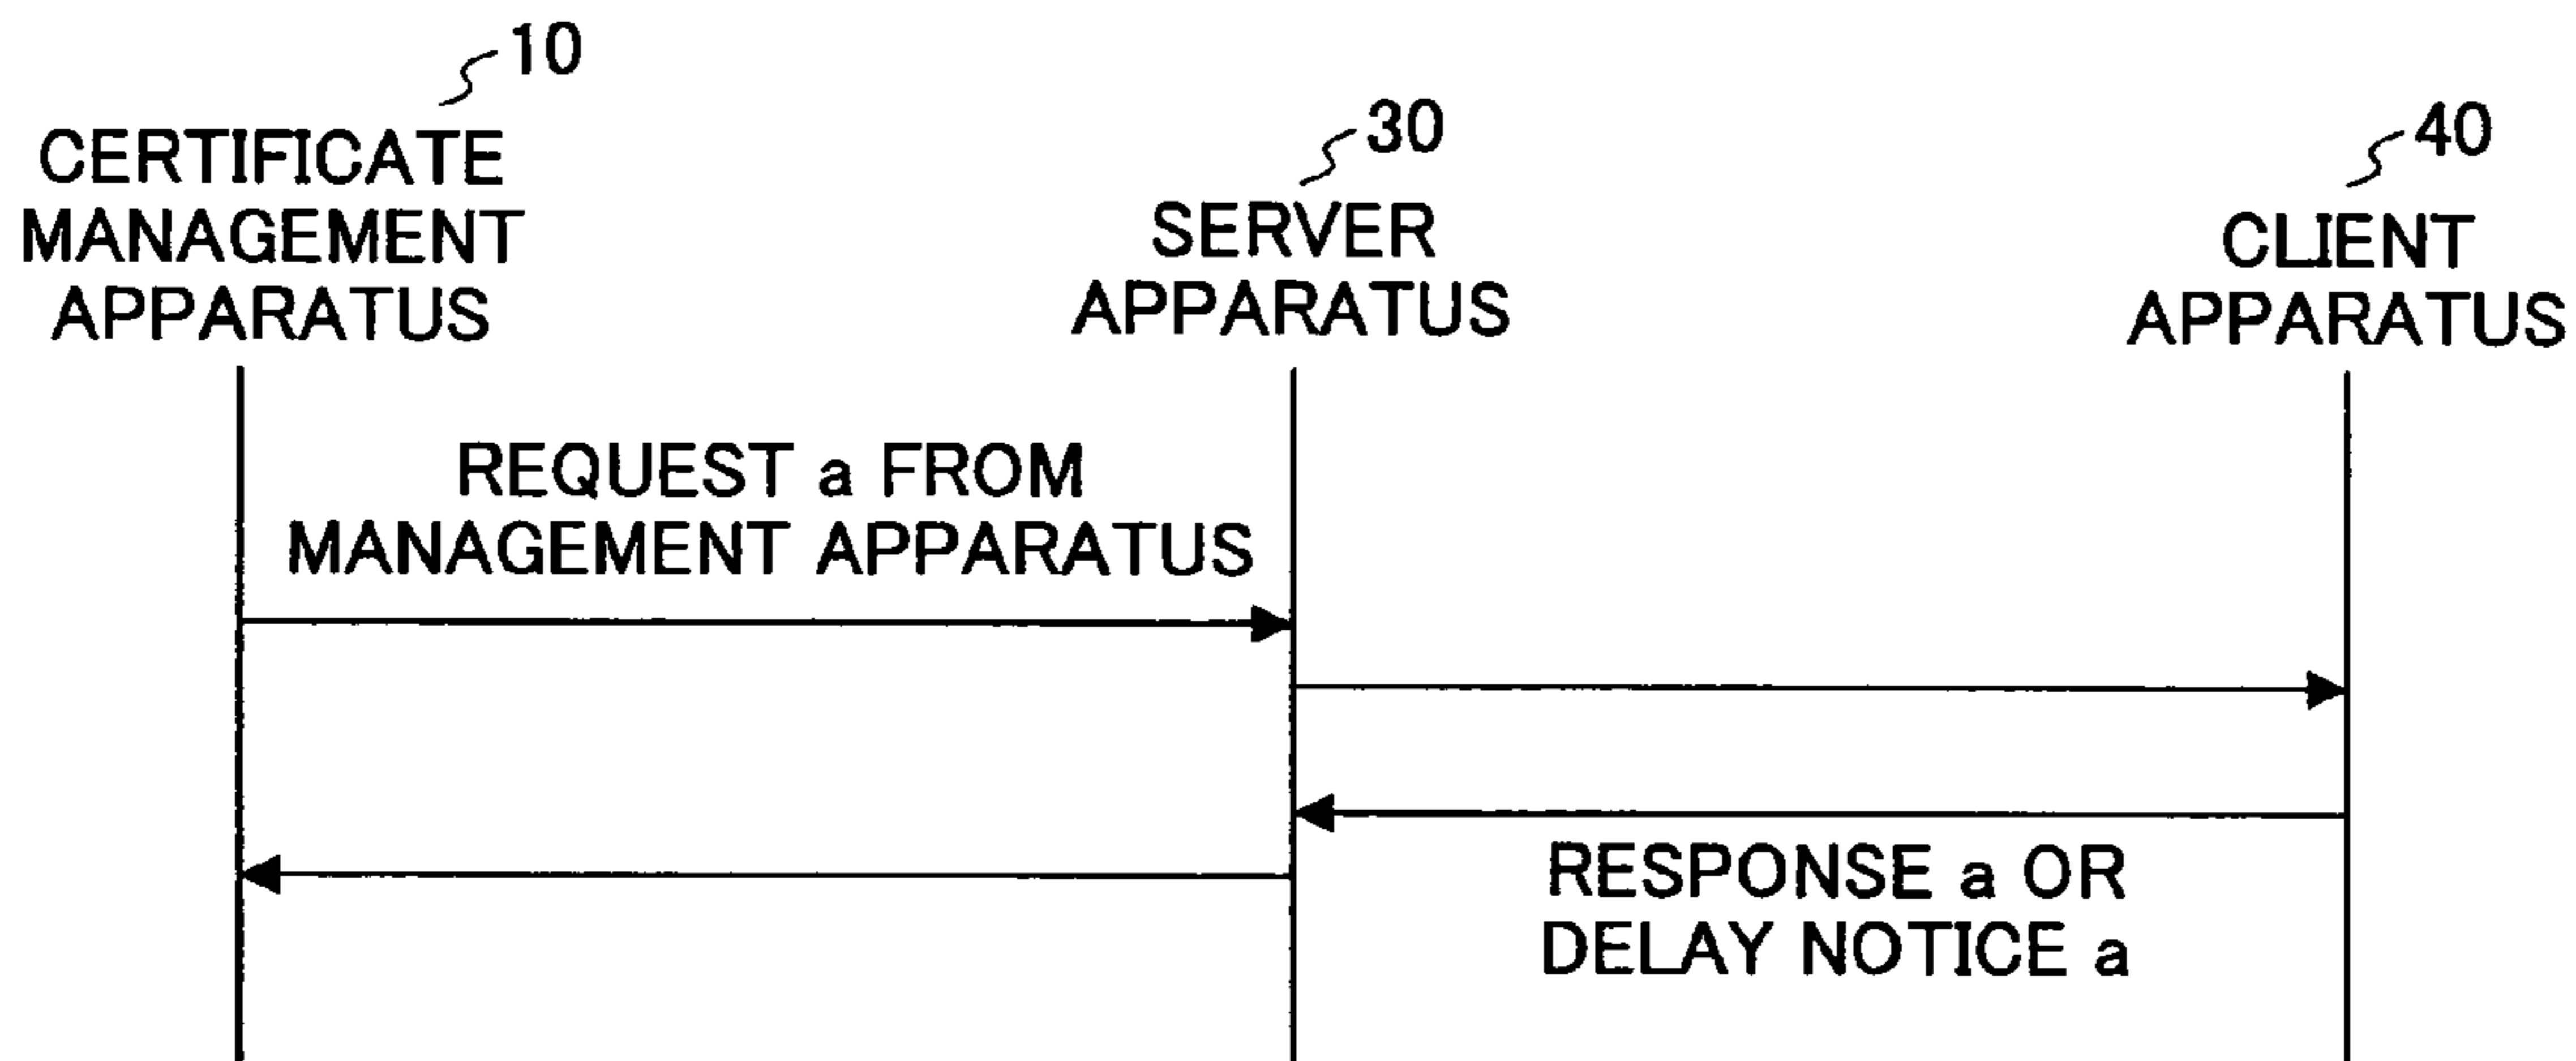 10
CERTIFICATE
MANAGEMENT
APPARATUS
30
SERVER
APPARATUS
40
CLIENT
APPARATUS
REQUEST a FROM
MANAGEMENT APPARATUS
RESPONSE a OR
DELAY NOTICE a